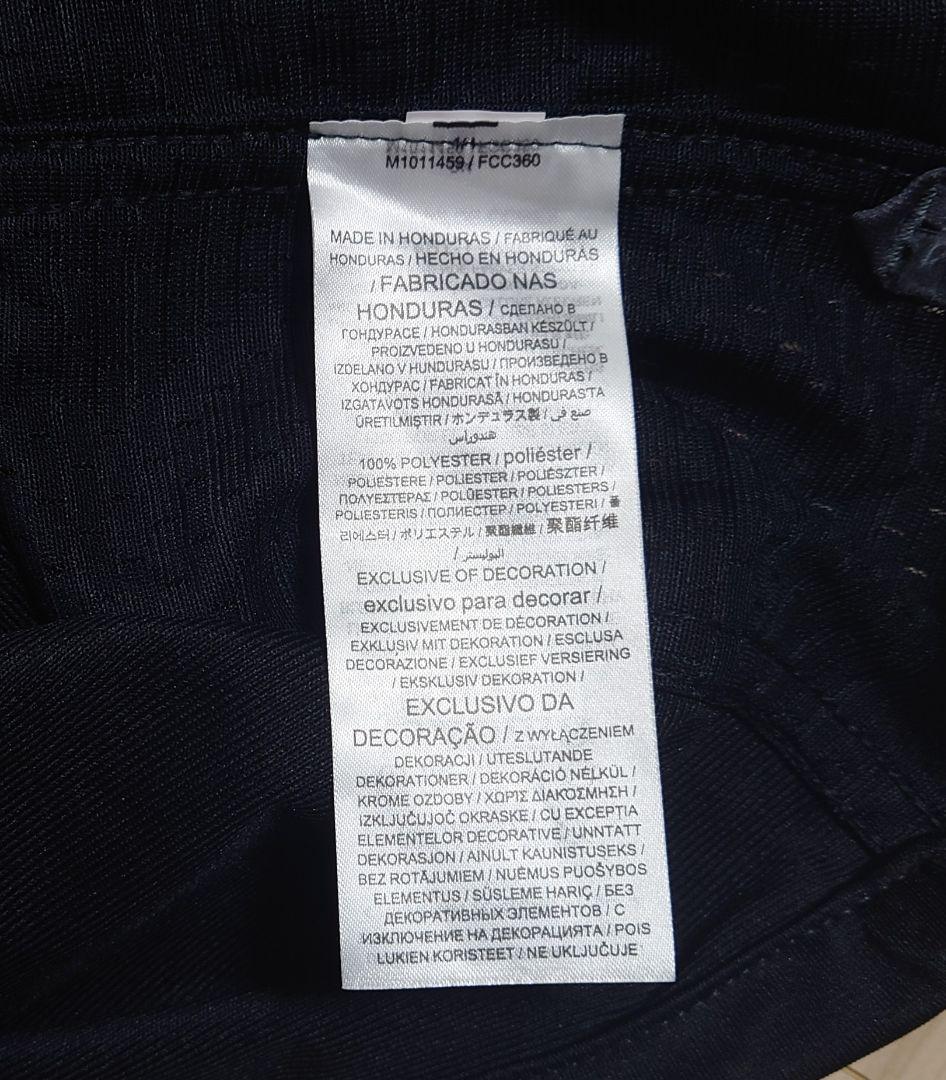 M1011459 / FCC360
MADE IN HONDURAS / FABRIQUÉ AU
HONDURAS / HECHO EN HONDURAS
/ FABRICADO NAS
HONDURAS / СДЕЛАНО В
ГОНДУРАСЕ / HONDURASBAN KÉSZÜLT /
PROIZVEDENO U HONDURASU /
IZDELANO V HUNDURASU / ПРОИЗВЕДЕНО В
ХОНДУРАС / FABRICAT ÎN HONDURAS /
IZGATAVOTS HONDURASĀ / HONDURAS'TA
ÜRETILMIŞTIR / ホンデュラス製 / صنع في
هندوراس
100% POLYESTER / poliéster /
POLIESTERE / POLIESTER / POLIÉSZTER /
ΠΟΛΥΕΣΤΕΡΑΣ / POLÜESTER / POLIESTERS /
POLIESTERIS / ПОЛИЕСТЕР / POLYESTERI / 폴
리에스터 / ポリエステル / 聚酯纖維 / 聚酯纤维
/ البوليستر
EXCLUSIVE OF DECORATION /
exclusivo para decorar /
EXCLUSIVEMENT DE DÉCORATION /
EXKLUSIV MIT DEKORATION / ESCLUSA
DECORAZIONE / EXCLUSIEF VERSIERING
/ EKSKLUSIV DEKORATION /
EXCLUSIVO DA
DECORAÇÃO / Z WYŁĄCZENIEM
DEKORACJI / UTESLUTANDE
DEKORATIONER / DEKORÁCIÓ NÉLKÜL /
KROME OZDOBY / ΧΩΡΙΣ ΔΙΑΚΟΣΜΗΣΗ /
IZKLJUČUJOČ OKRASKE / CU EXCEPTIA
ELEMENTELOR DECORATIVE / UNNTATT
DEKORASJON / AINULT KAUNISTUSEKS /
BEZ ROTĀJUMIEM / NUĖMUS PUOŠYBOS
ELEMENTUS / SÜSLEME HARIÇ / БЕЗ
ДЕКОРАТИВНЫХ ЭЛЕМЕНТОВ / С
ИЗКЛЮЧЕНИЕ НА ДЕКОРАЦИЯТА / POIS
LUKIEN KORISTEET / NE UKLJUČUJE